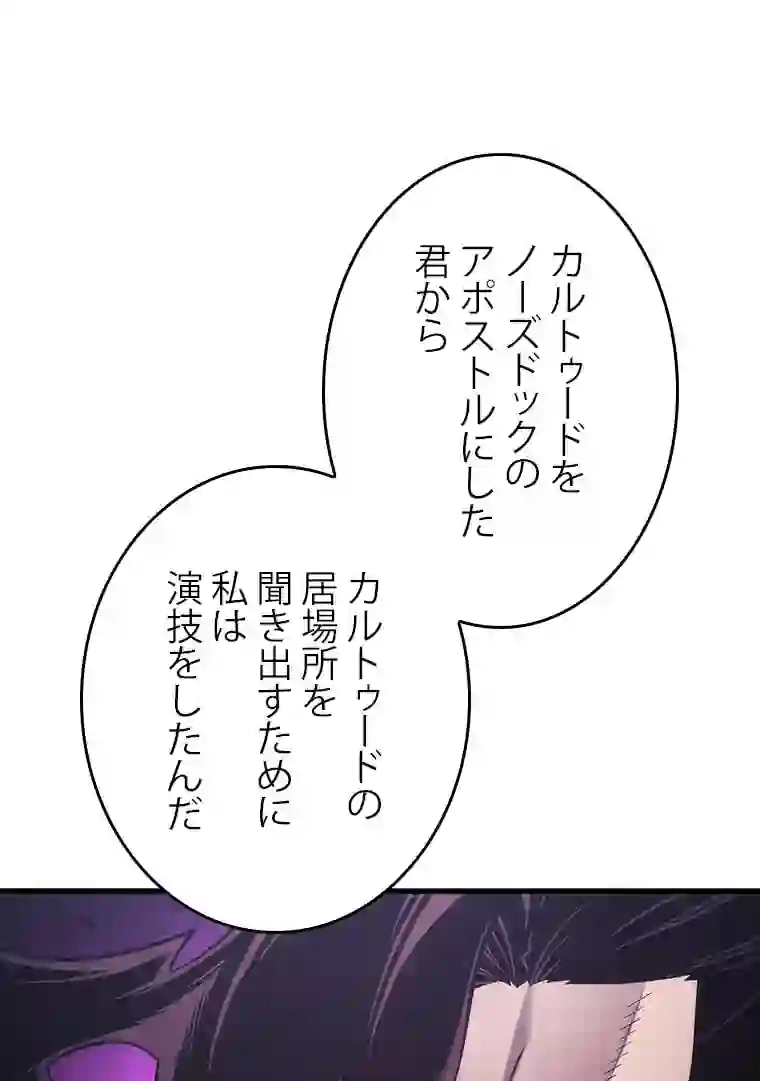 カルトゥードを
ノーズドックの
アポストルにした
君から
カルトゥードの
居場所を
聞き出すために
私は
演技をしたんだ